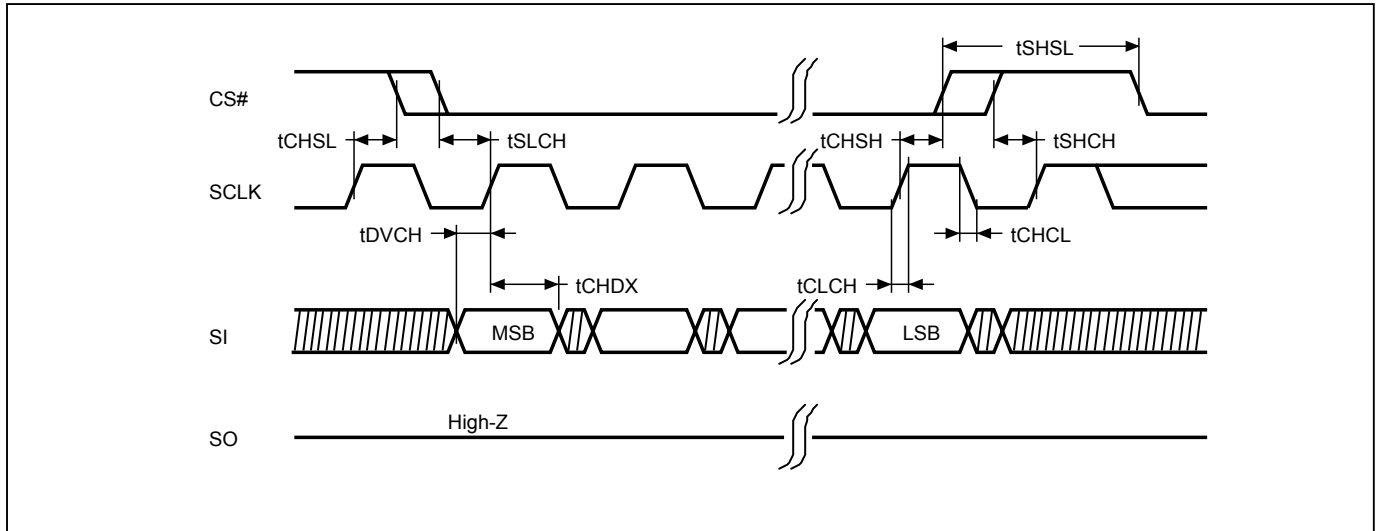 tSHSL
CS#
tCHSL
tSLCH
tCHSH
tSHCH
SCLK
tDVCH
tCHCL
tCHDX
tCLCH
SI
MSB
LSB
High-Z
SO